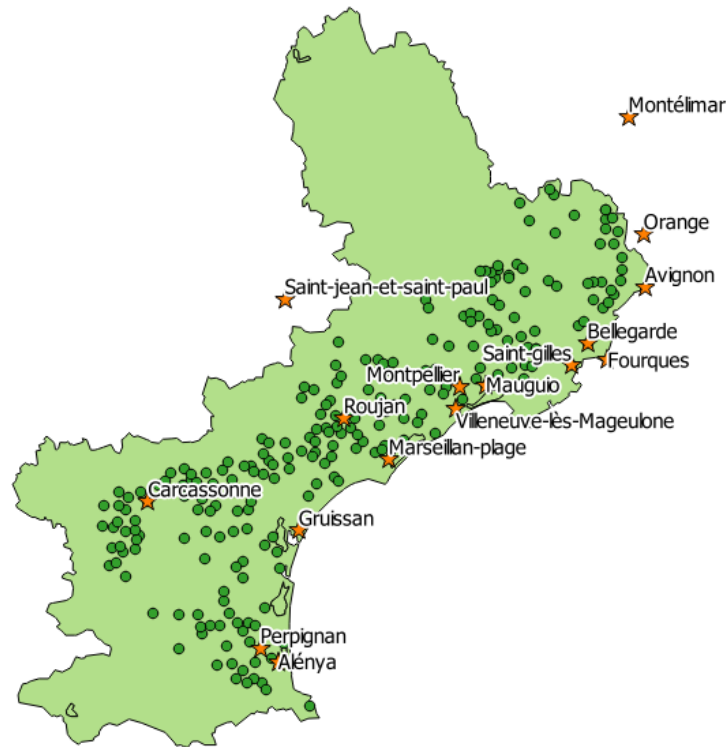 Montélimar
Orange
Avignon
Saint-jean-et-saint-paul
Bellegarde
Saint-gilles
Fourques
Montpellier
Mauguio
Roujan
Villeneuve-lès-Mageulone
Marseillan-plage
Carcassonne
Gruissan
Perpignan
Alénya